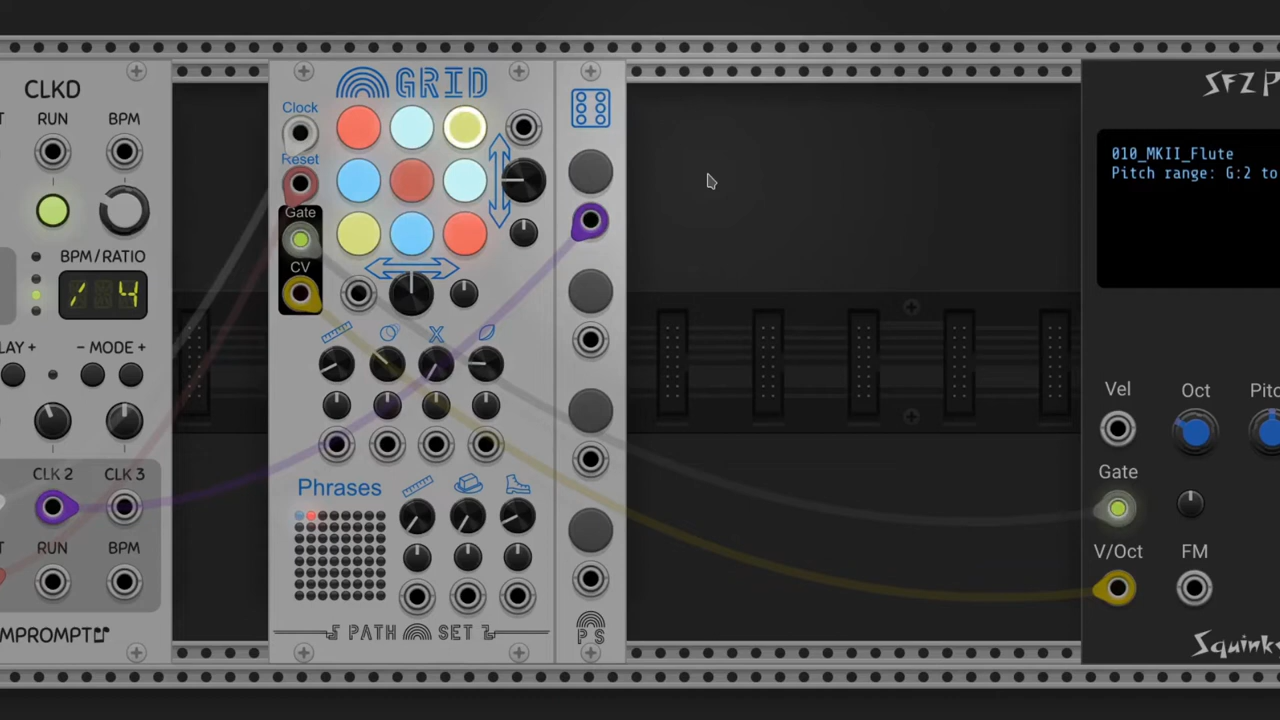 CLKD
RUN BPM
BPM/RATIO
/ 4
LAY + - MODE +
CLK 2 CLK 3
RUN BPM
MPROMPT
GRID
Clock
Reset
Gate
CV
X
Phrases
PATH SET
PS
SFZ P
010_MKII_Flute
Pitch range: G:2 to
Vel Oct Pitc
Gate
V/Oct FM
Squink